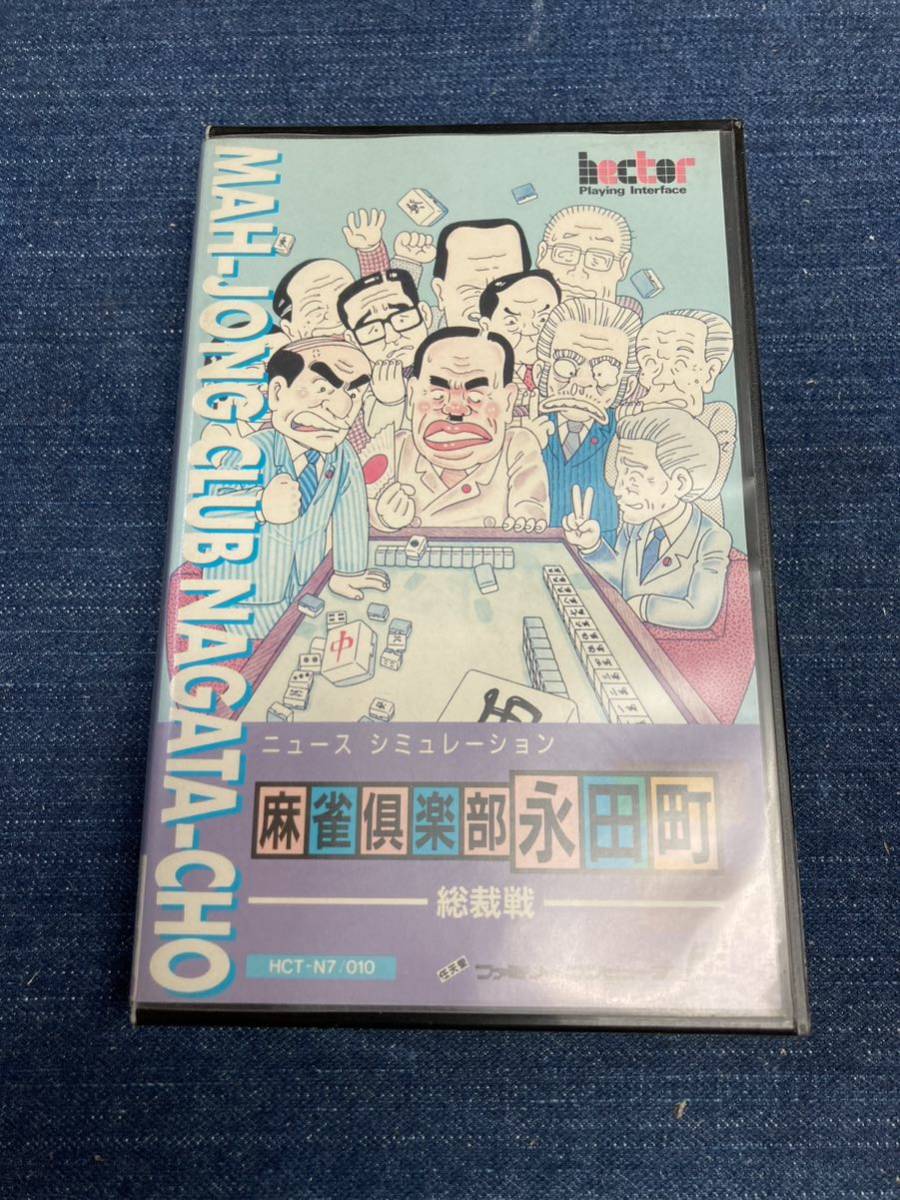 MAH-JONG CLUB NAGATA-CHO
hector
Playing Interface
中
ニュース シミュレーション
麻雀倶楽部永田町
総裁戦
HCT-N7/010
任天堂